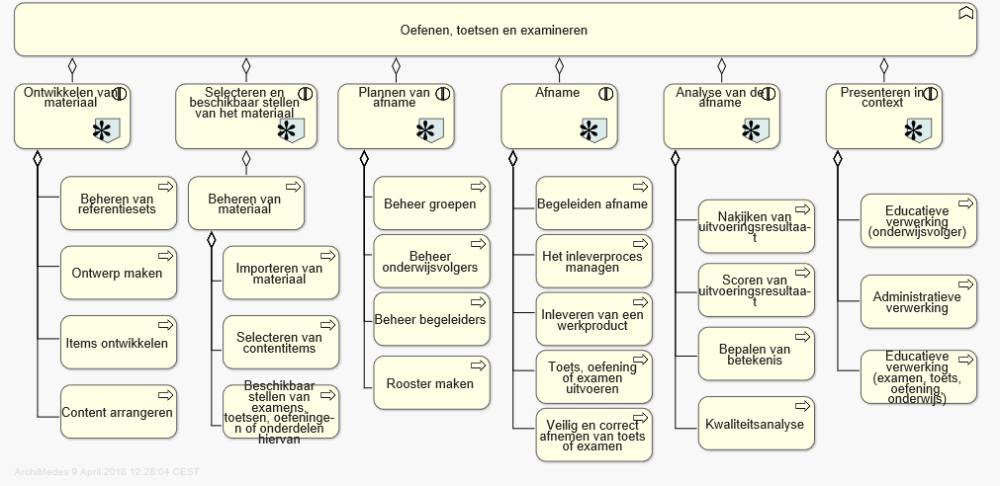 Oefenen, toetsen en examineren
Ontwikkelen van
materiaal
Selecteren en
beschikbaar stellen
van het materiaal
Plannen van
afname
Afname
Analyse van de
afname
Presenteren in
context
Beheren van
referentiesets
Ontwerp maken
Items ontwikkelen
Content arrangeren
Beheren van
materiaal
Importeren van
materiaal
Selecteren van
contentitems
Beschikbaar
stellen van
examens,
toetsen, oefeninge-
n of onderdelen
hiervan
Beheer groepen
Beheer
onderwijsvolgers
Beheer begeleiders
Rooster maken
Begeleiden afname
Het inleverproces
managen
Inleveren van een
werkproduct
Toets, oefening
of examen
uitvoeren
Veilig en correct
afnemen van toets
of examen
Nakijken van
uitvoeringsresultaa-
t
Scoren van
uitvoeringsresultaa-
t
Bepalen van
betekenis
Kwaliteitsanalyse
Educatieve
verwerking
(onderwijsvolger)
Administratieve
verwerking
Educatieve
verwerking
(examen, toets,
oefening,
onderwijs)
ArchiMedes 9 April 2018 12:28:04 CEST